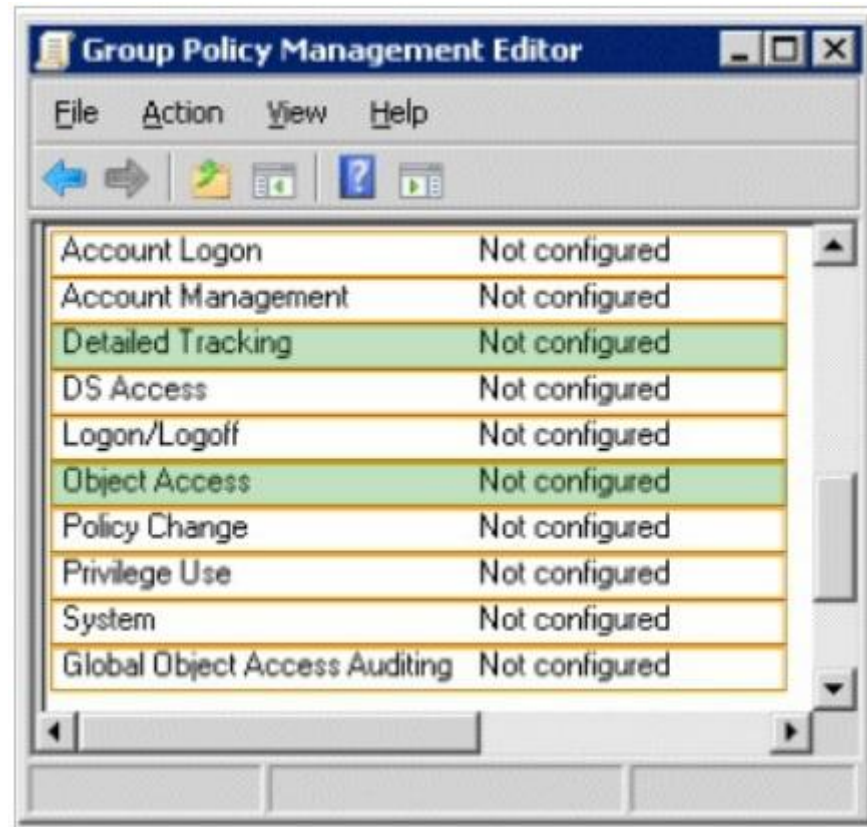 Group Policy Management Editor
File Action View Help
Account Logon Not configured
Account Management Not configured
Detailed Tracking Not configured
DS Access Not configured
Logon/Logoff Not configured
Object Access Not configured
Policy Change Not configured
Privilege Use Not configured
System Not configured
Global Object Access Auditing Not configured